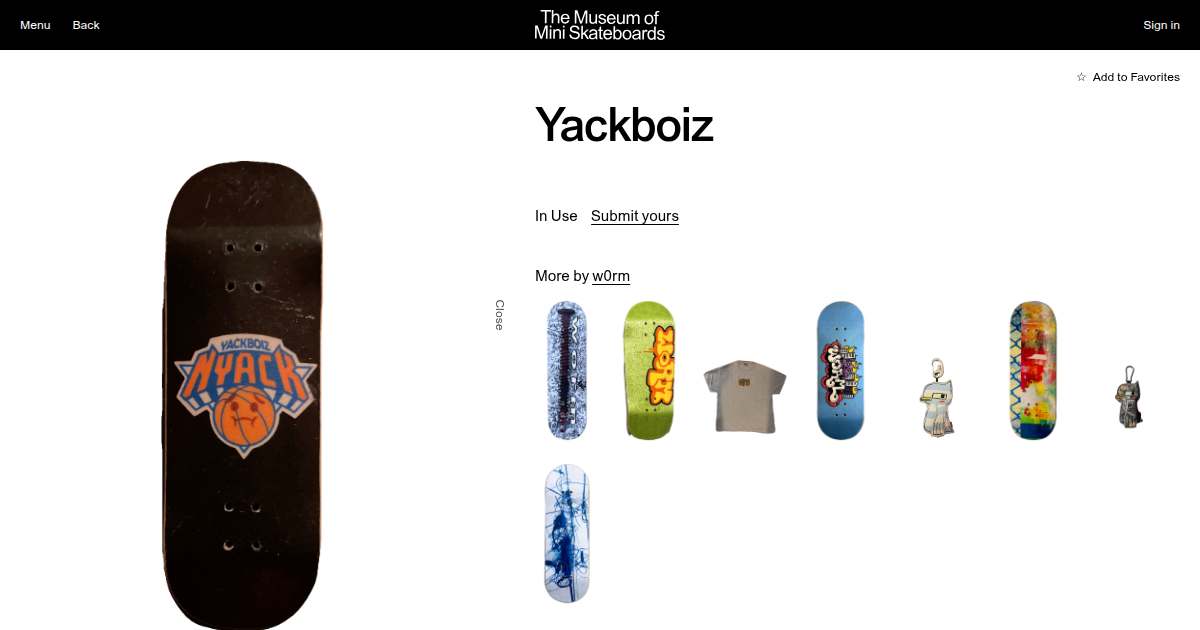 Menu
Back
The Museum of
Mini Skateboards
Sign in
☆ Add to Favorites
Yackboiz
In Use
Submit yours
More by w0rm
Close
YACKBOIZ
NYACK